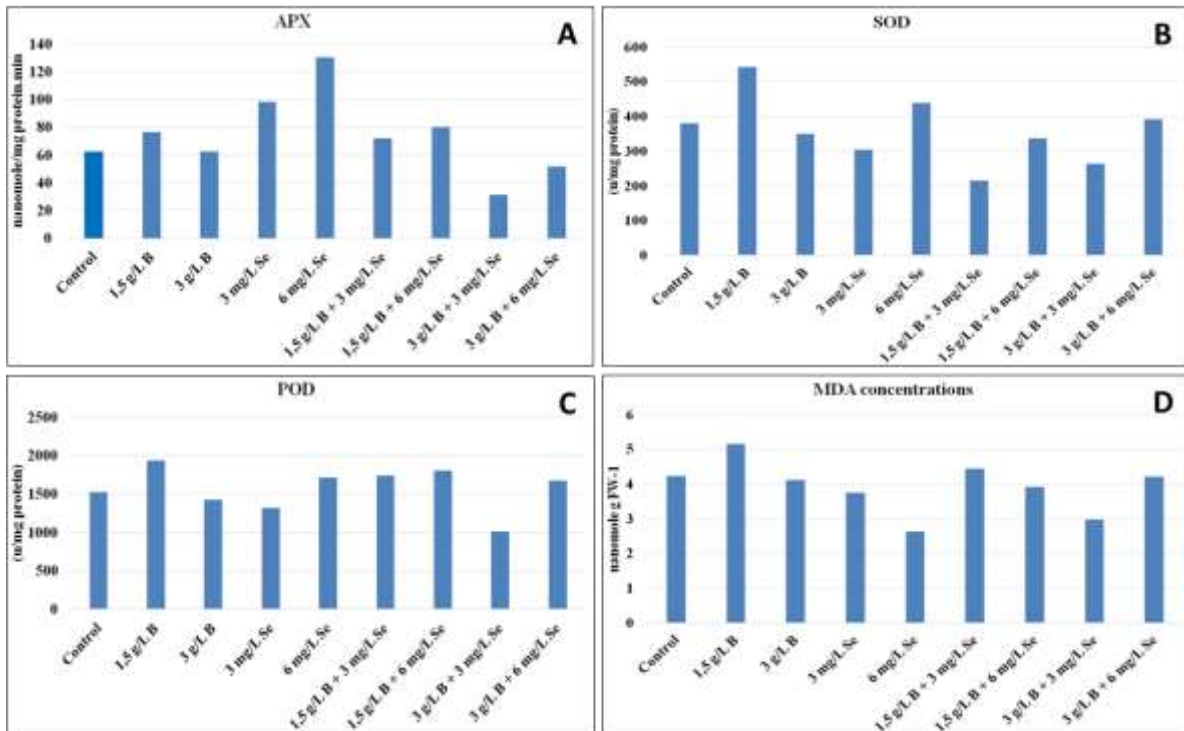 APX
A
nanomole/mg protein.min
140
120
100
80
60
40
20
0
Control
1,5 g/L B
3 g/L B
3 mg/L Se
6 mg/L Se
1,5 g/L B + 3 mg/L Se
1,5 g/L B + 6 mg/L Se
3 g/L B + 3 mg/L Se
3 g/L B + 6 mg/L Se
SOD
B
(u/mg protein)
600
500
400
300
200
100
0
Control
1,5 g/L B
3 g/L B
3 mg/L Se
6 mg/L Se
1,5 g/L B + 3 mg/L Se
1,5 g/L B + 6 mg/L Se
3 g/L B + 3 mg/L Se
3 g/L B + 6 mg/L Se
POD
C
(u/mg protein)
2500
2000
1500
1000
500
0
Control
1,5 g/L B
3 g/L B
3 mg/L Se
6 mg/L Se
1,5 g/L B + 3 mg/L Se
1,5 g/L B + 6 mg/L Se
3 g/L B + 3 mg/L Se
3 g/L B + 6 mg/L Se
MDA concentrations
D
nanomole g FW-1
6
5
4
3
2
1
0
Control
1,5 g/L B
3 g/L B
3 mg/L Se
6 mg/L Se
1,5 g/L B + 3 mg/L Se
1,5 g/L B + 6 mg/L Se
3 g/L B + 3 mg/L Se
3 g/L B + 6 mg/L Se